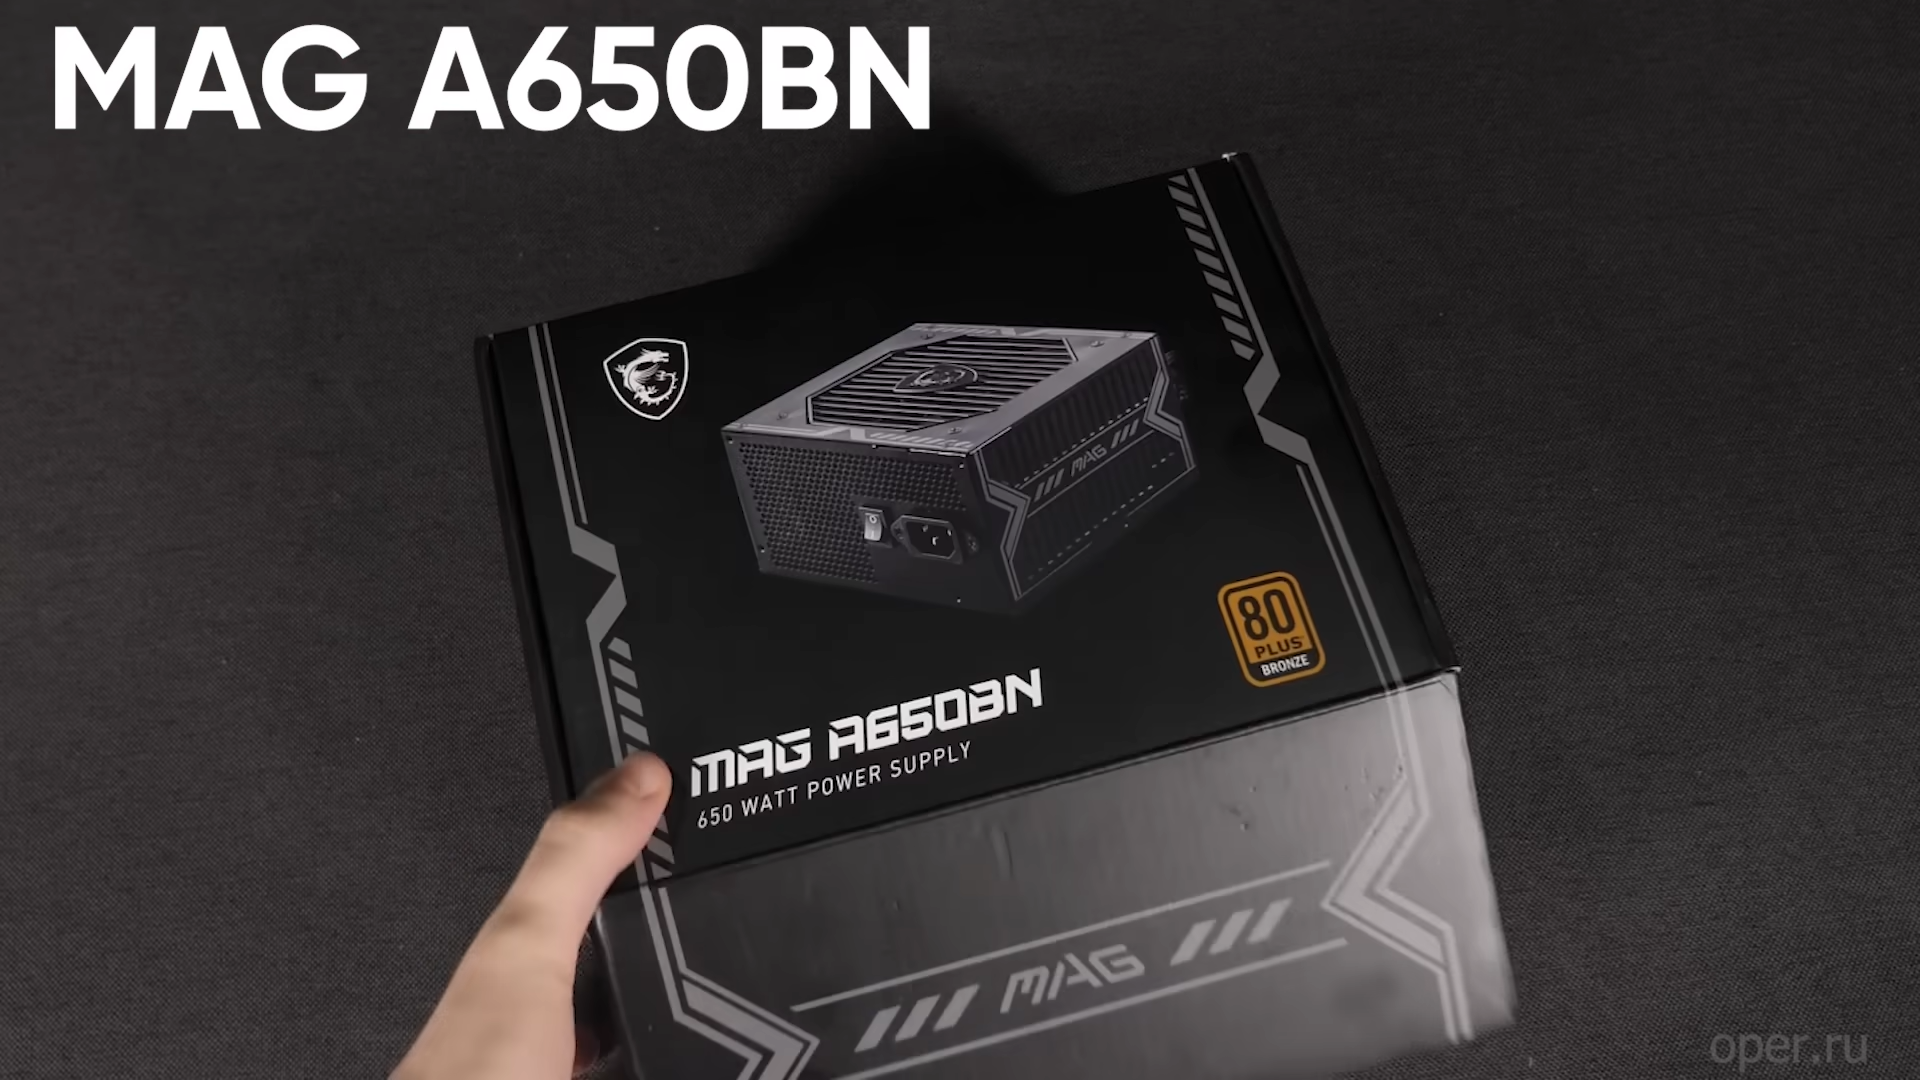 MAG A650BN
MAG
80
PLUS
BRONZE
MAG A650BN
650 WATT POWER SUPPLY
MAG
oper.ru